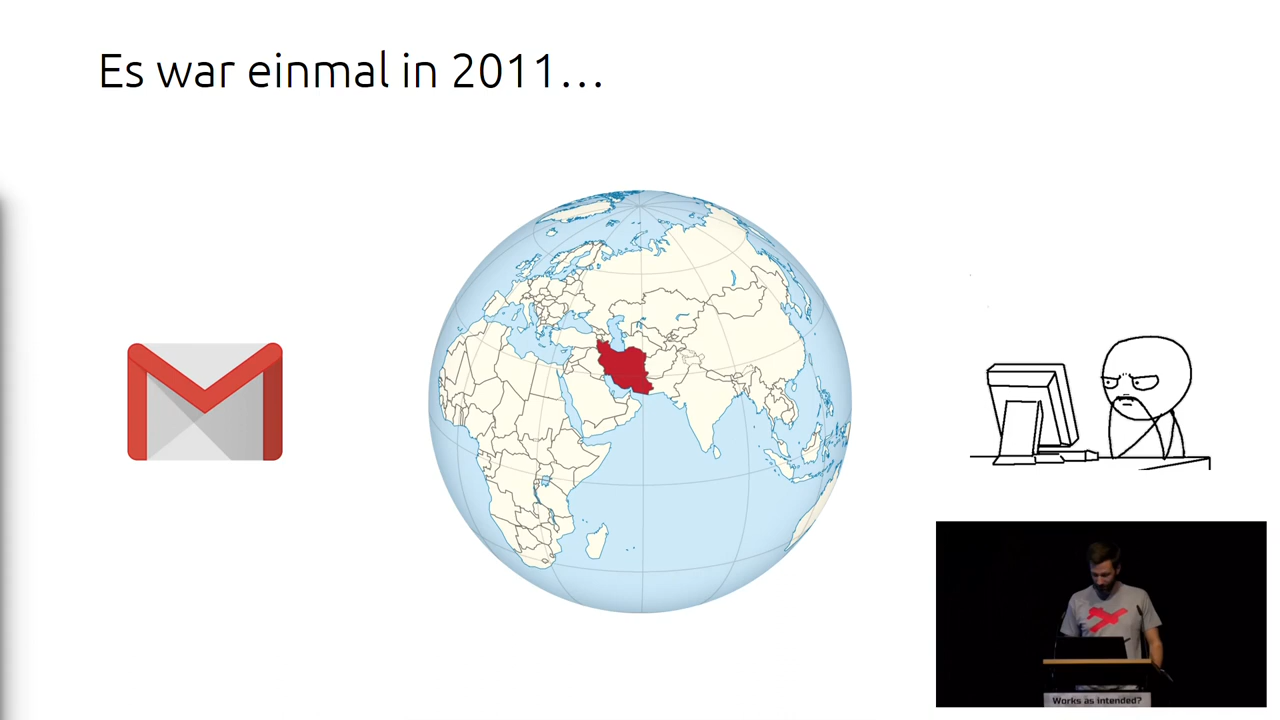 Es war einmal in 2011…
Works as intended?